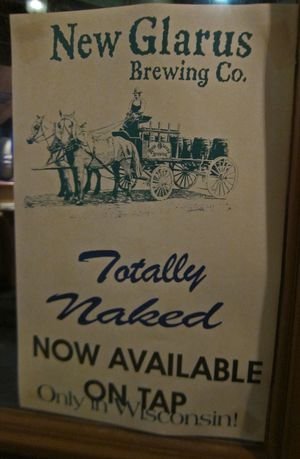 New Glarus
Brewing Co.
Totally
Naked
NOW AVAILABLE
ON TAP
Only in Wisconsin!